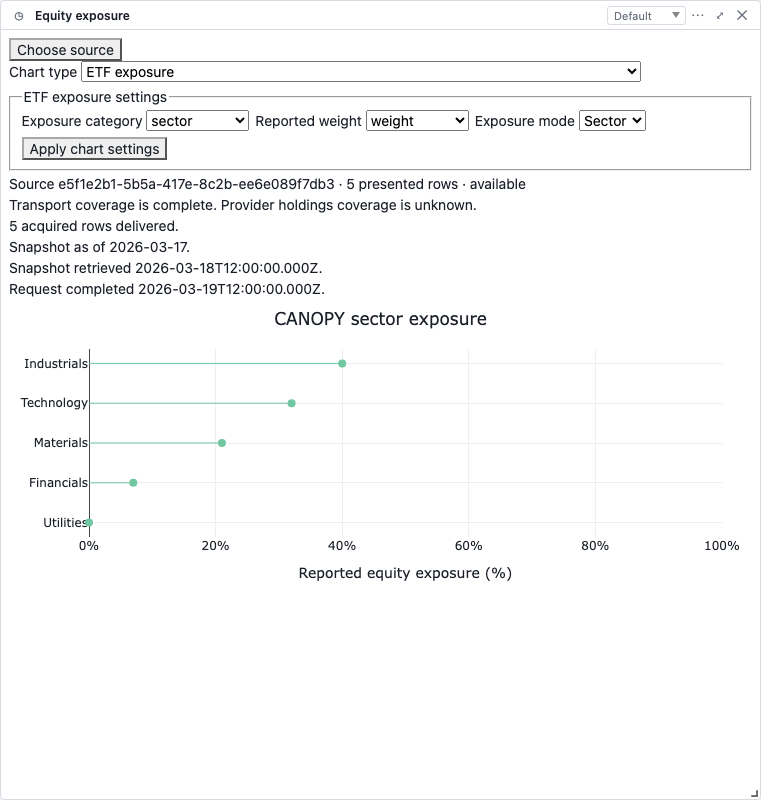 Equity exposure
Default
Choose source
Chart type ETF exposure
ETF exposure settings
Exposure category sector Reported weight weight Exposure mode Sector
Apply chart settings
Source e5f1e2b1-5b5a-417e-8c2b-ee6e089f7db3 · 5 presented rows · available
Transport coverage is complete. Provider holdings coverage is unknown.
5 acquired rows delivered.
Snapshot as of 2026-03-17.
Snapshot retrieved 2026-03-18T12:00:00.000Z.
Request completed 2026-03-19T12:00:00.000Z.
CANOPY sector exposure
Industrials
Technology
Materials
Financials
Utilities
0% 20% 40% 60% 80% 100%
Reported equity exposure (%)